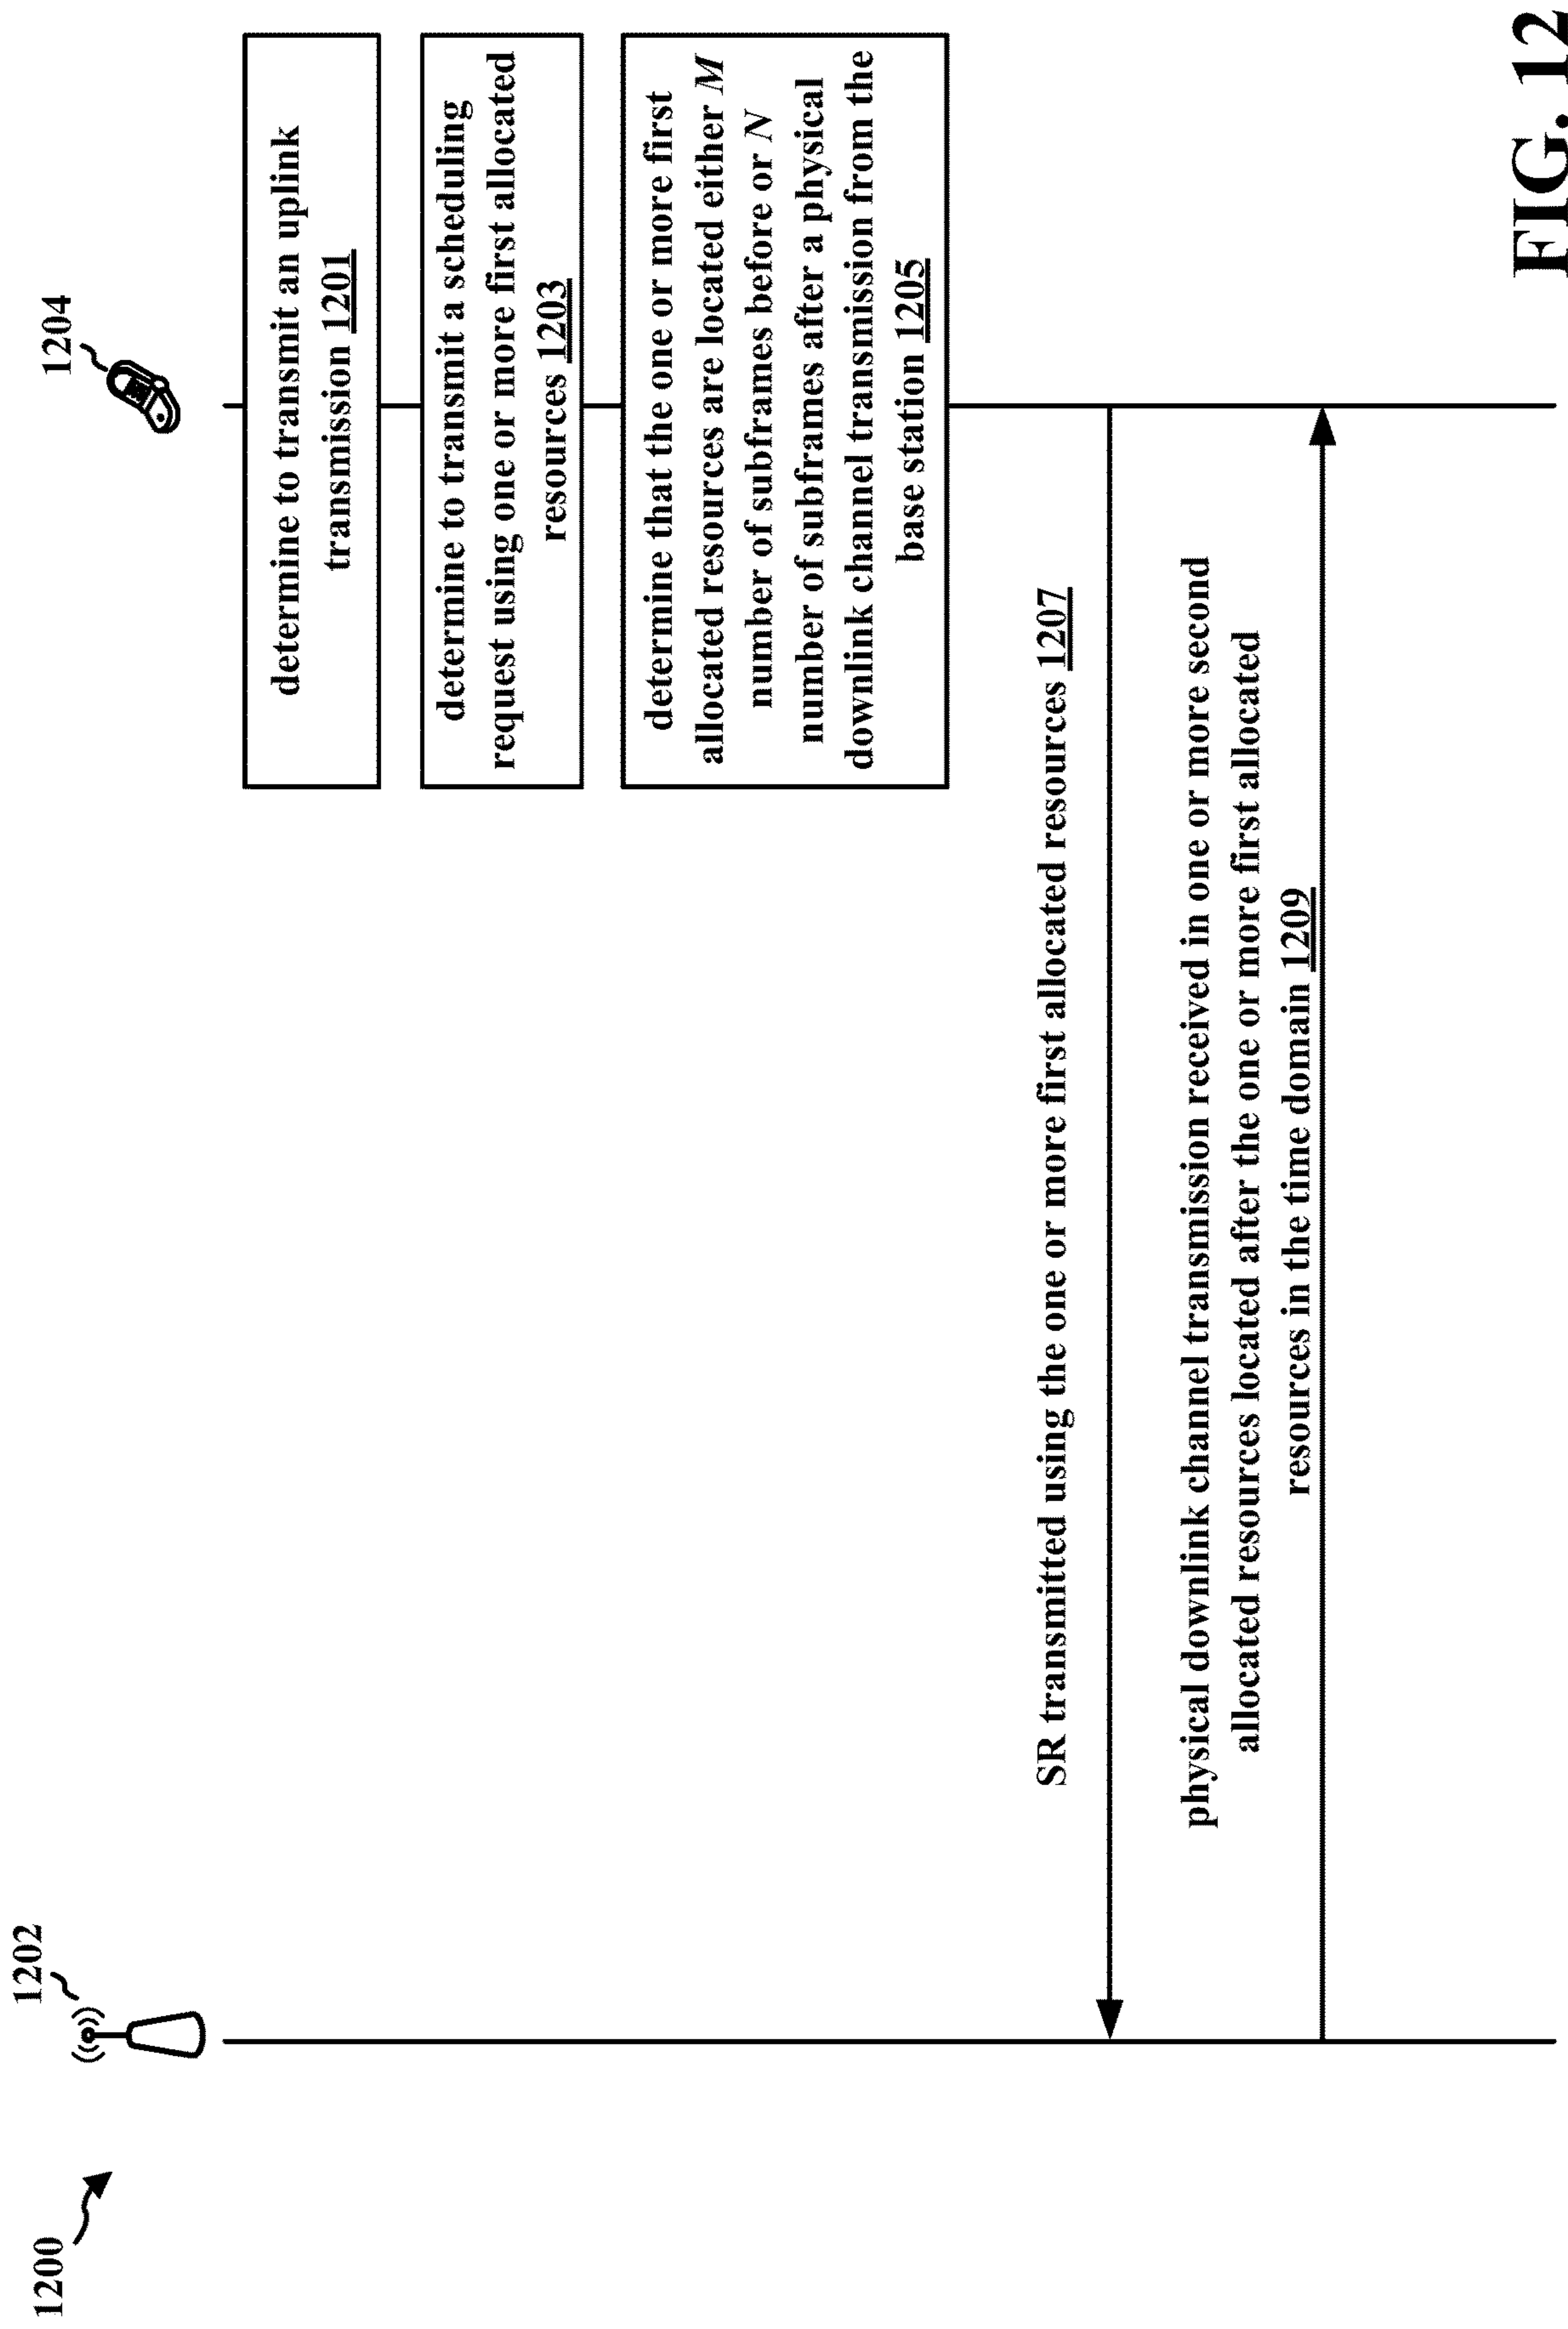 1200
1202
1204
determine to transmit an uplink
transmission 1201
determine to transmit a scheduling
request using one or more first allocated
resources 1203
determine that the one or more first
allocated resources are located either M
number of subframes before or N
number of subframes after a physical
downlink channel transmission from the
base station 1205
SR transmitted using the one or more first allocated resources 1207
physical downlink channel transmission received in one or more second
allocated resources located after the one or more first allocated
resources in the time domain 1209
FIG. 12